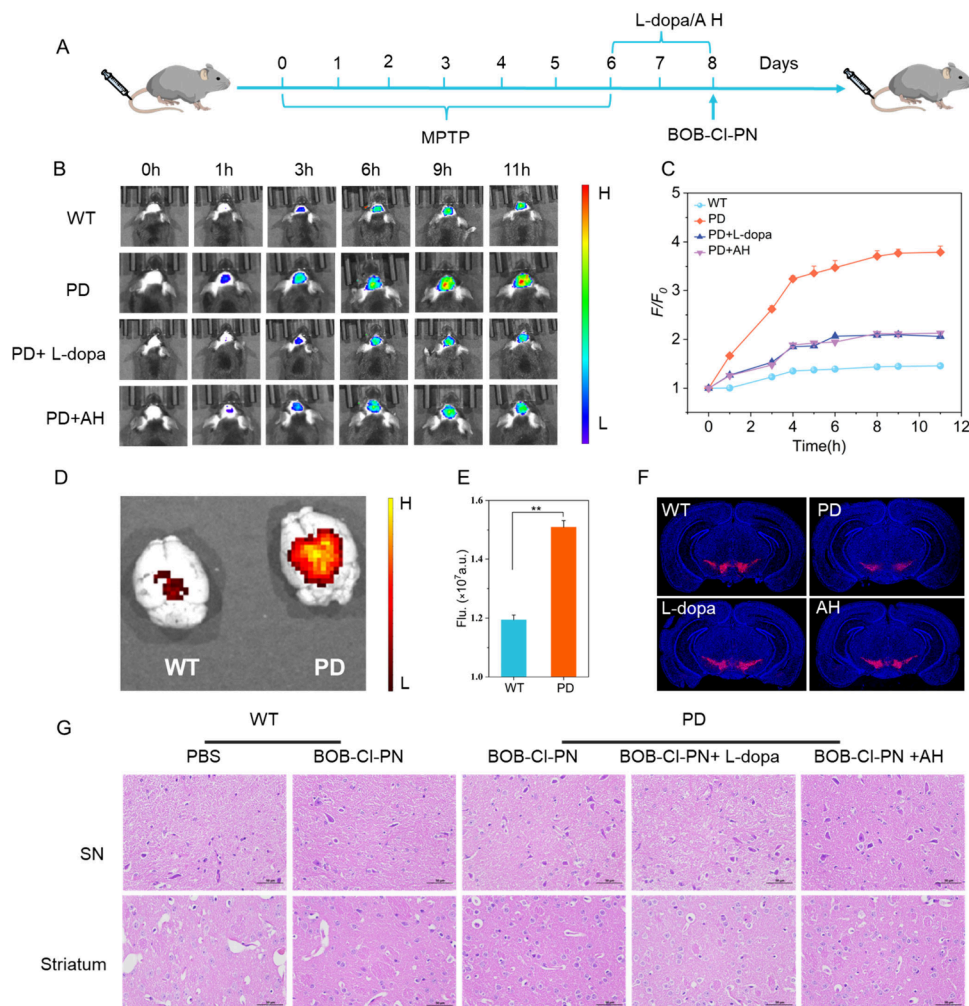 A
L-dopa/A H
0 1 2 3 4 5 6 7 8 Days
MPTP
BOB-Cl-PN
B
0h 1h 3h 6h 9h 11h
WT
PD
PD+ L-dopa
PD+AH
H
L
C
WT
PD
PD+L-dopa
PD+AH
5
4
3
2
1
F/F0
0 2 4 6 8 10 12
Time(h)
D
WT
PD
H
L
E
**
1.6
1.4
1.2
1.0
Flu. (×10⁷a.u.)
WT PD
F
WT PD
L-dopa AH
G
WT PD
PBS BOB-Cl-PN BOB-Cl-PN BOB-Cl-PN+ L-dopa BOB-Cl-PN +AH
SN
Striatum